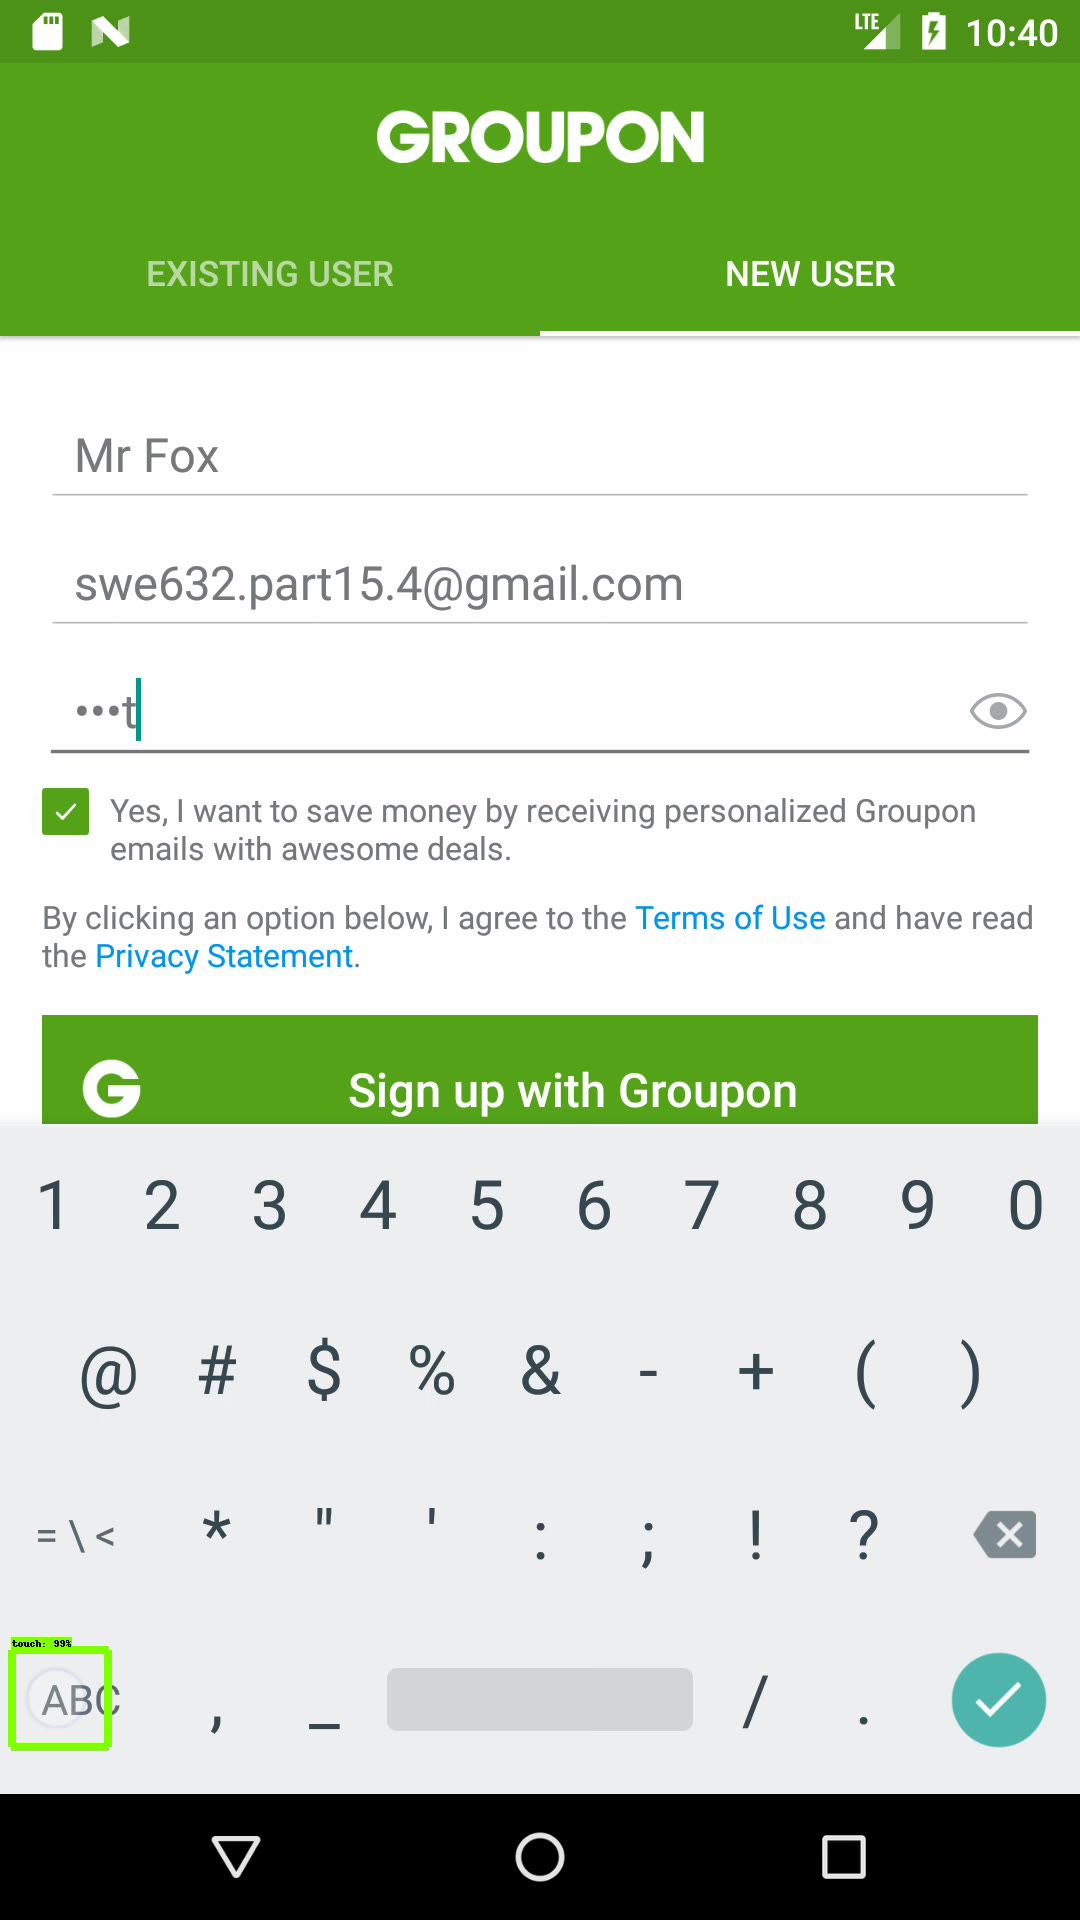 LTE 10:40
GROUPON
EXISTING USER NEW USER
Mr Fox
swe632.part15.4@gmail.com
•••t
Yes, I want to save money by receiving personalized Groupon
emails with awesome deals.
By clicking an option below, I agree to the Terms of Use and have read
the Privacy Statement.
G Sign up with Groupon
1 2 3 4 5 6 7 8 9 0
@ # $ % & - + ( )
= \ < * " ' : ; ! ?
touch: 99%
ABC , _ / .